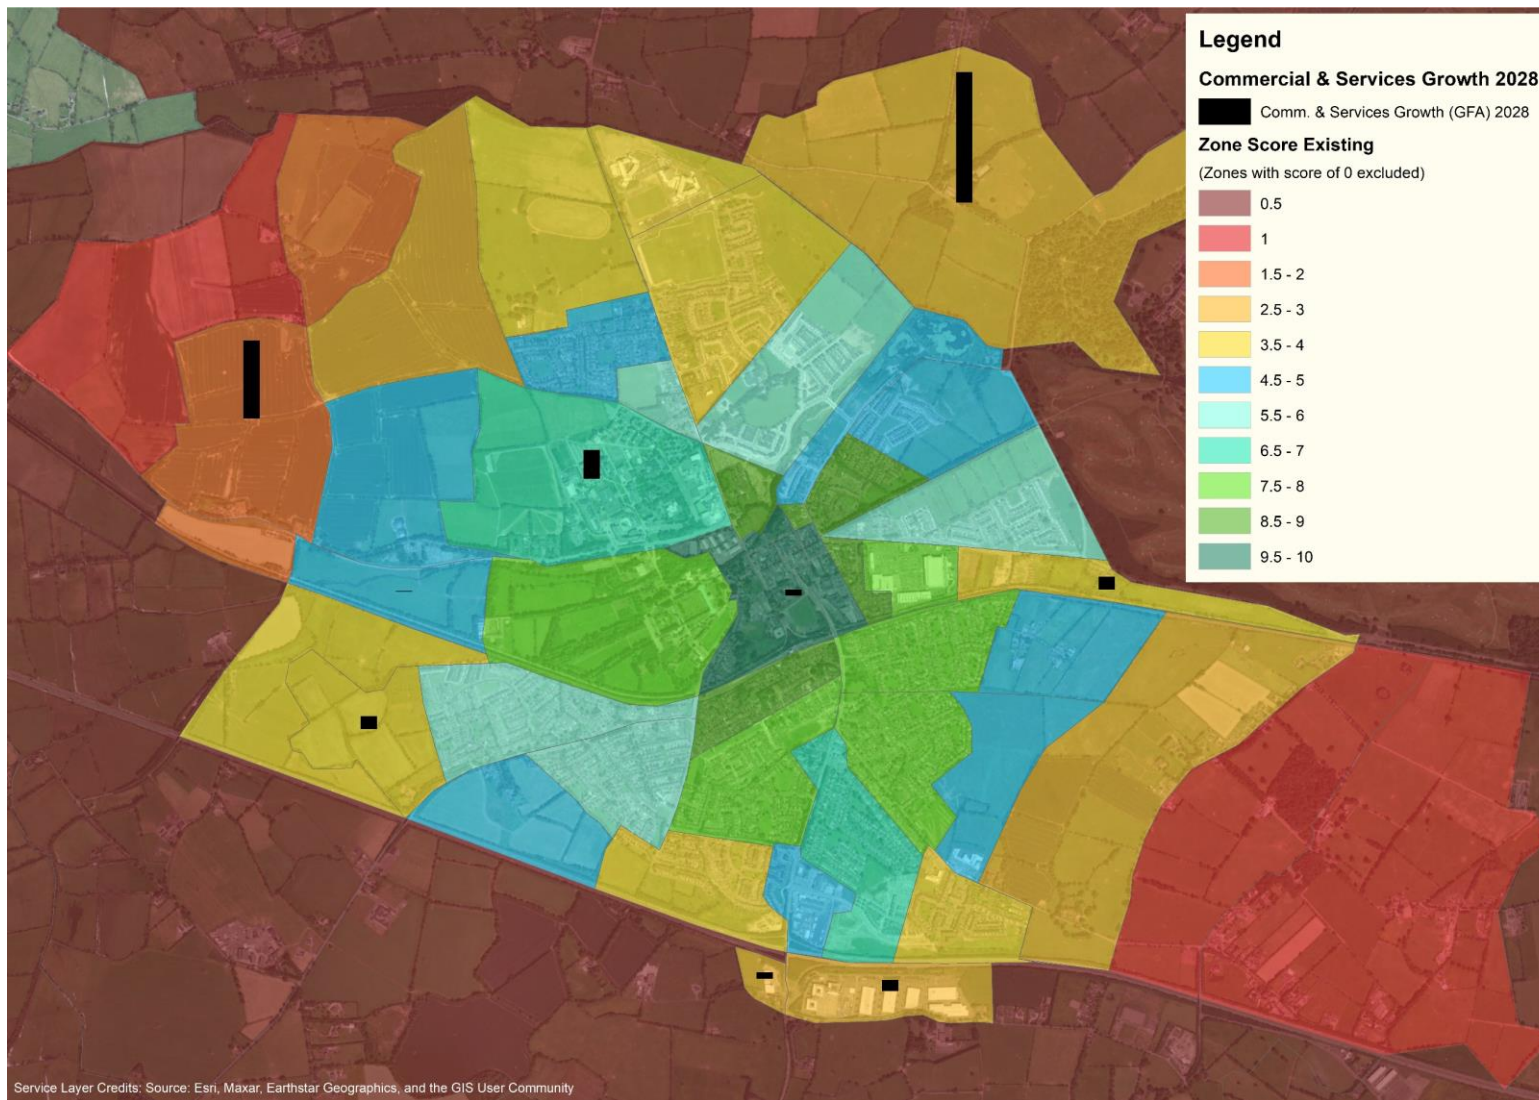 Legend
Commercial & Services Growth 2028
Comm. & Services Growth (GFA) 2028
Zone Score Existing
(Zones with score of 0 excluded)
0.5
1
1.5 - 2
2.5 - 3
3.5 - 4
4.5 - 5
5.5 - 6
6.5 - 7
7.5 - 8
8.5 - 9
9.5 - 10
Service Layer Credits: Source: Esri, Maxar, Earthstar Geographics, and the GIS User Community